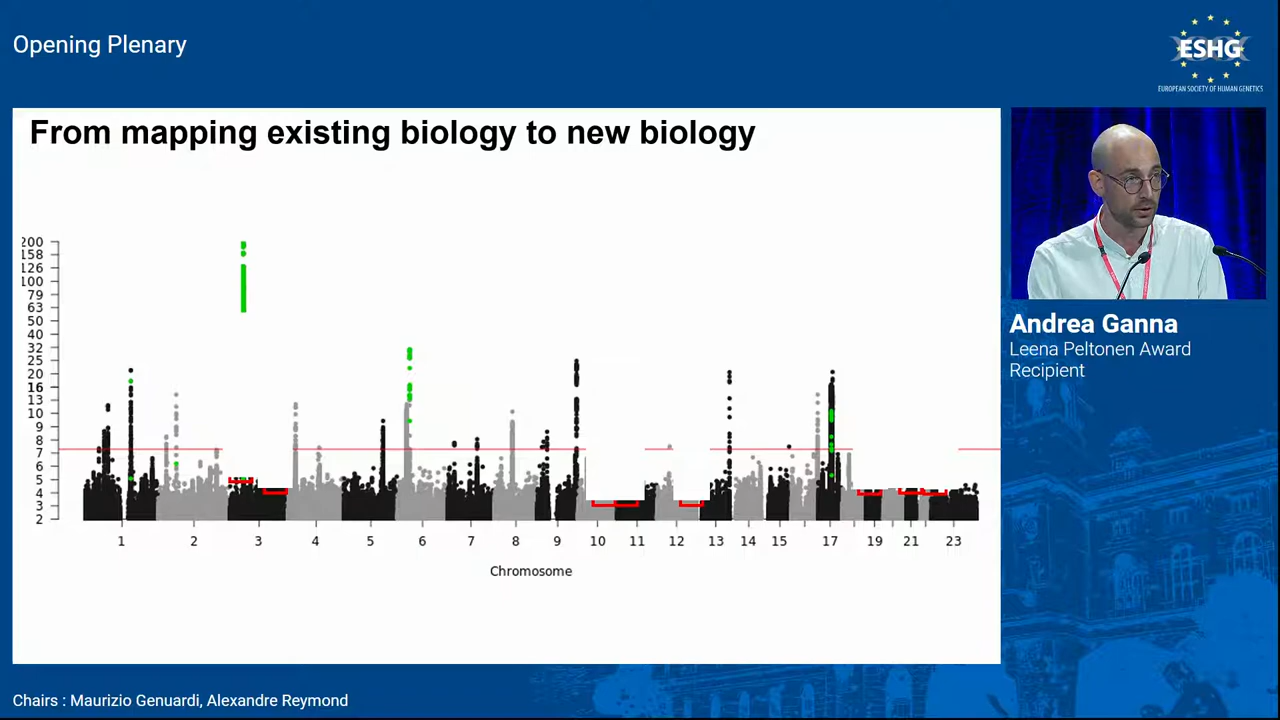 Opening Plenary
ESHG
EUROPEAN SOCIETY OF HUMAN GENETICS
From mapping existing biology to new biology
200
158
126
100
79
63
50
40
32
25
20
16
13
10
9
8
7
6
5
4
3
2
1 2 3 4 5 6 7 8 9 10 11 12 13 14 15 17 19 21 23
Chromosome
Andrea Ganna
Leena Peltonen Award
Recipient
Chairs : Maurizio Genuardi, Alexandre Reymond